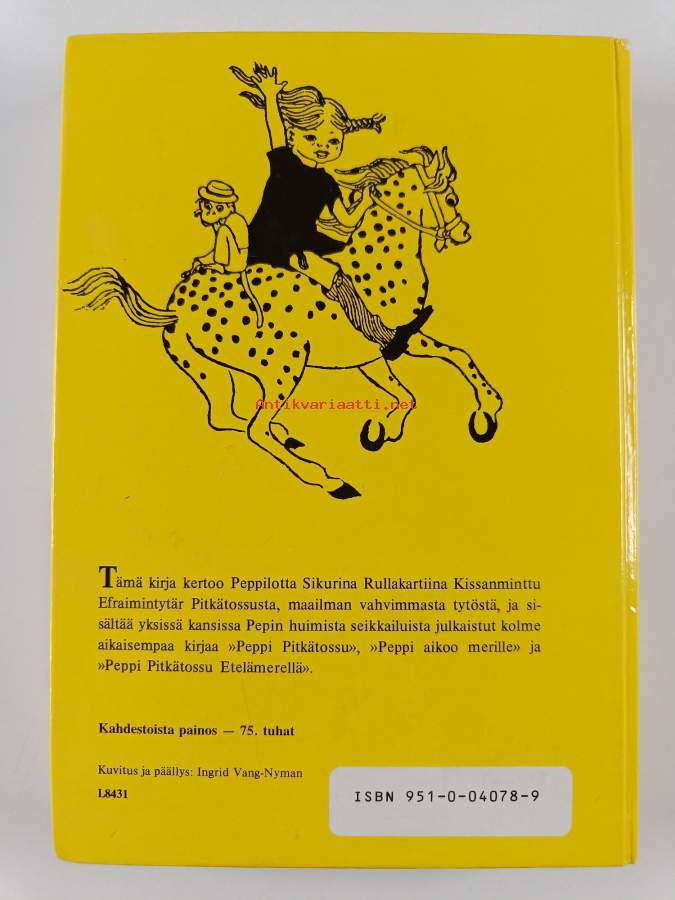 Antikvariaatti.net
Tämä kirja kertoo Peppilotta Sikurina Rullakartiina Kissanminttu
Efraimintytär Pitkätossusta, maailman vahvimmasta tytöstä, ja si-
sältää yksissä kansissa Pepin huimista seikkailuista julkaistut kolme
aikaisempaa kirjaa »Peppi Pitkätossu», »Peppi aikoo merille» ja
»Peppi Pitkätossu Etelämerellä».
Kahdestoista painos — 75. tuhat
Kuvitus ja päällys: Ingrid Vang-Nyman
L8431
ISBN 951-0-04078-9